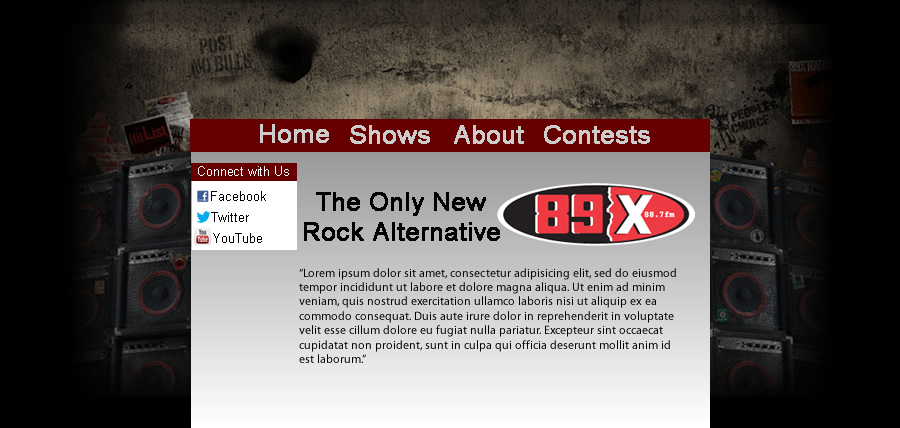 POST
NO BILLS
HitList
PEOPLE'S
CHOICE
Home Shows About Contests
Connect with Us
Facebook
Twitter
You
Tube YouTube
The Only New
Rock Alternative
89X 88.7fm
“Lorem ipsum dolor sit amet, consectetur adipisicing elit, sed do eiusmod
tempor incididunt ut labore et dolore magna aliqua. Ut enim ad minim
veniam, quis nostrud exercitation ullamco laboris nisi ut aliquip ex ea
commodo consequat. Duis aute irure dolor in reprehenderit in voluptate
velit esse cillum dolore eu fugiat nulla pariatur. Excepteur sint occaecat
cupidatat non proident, sunt in culpa qui officia deserunt mollit anim id
est laborum.”